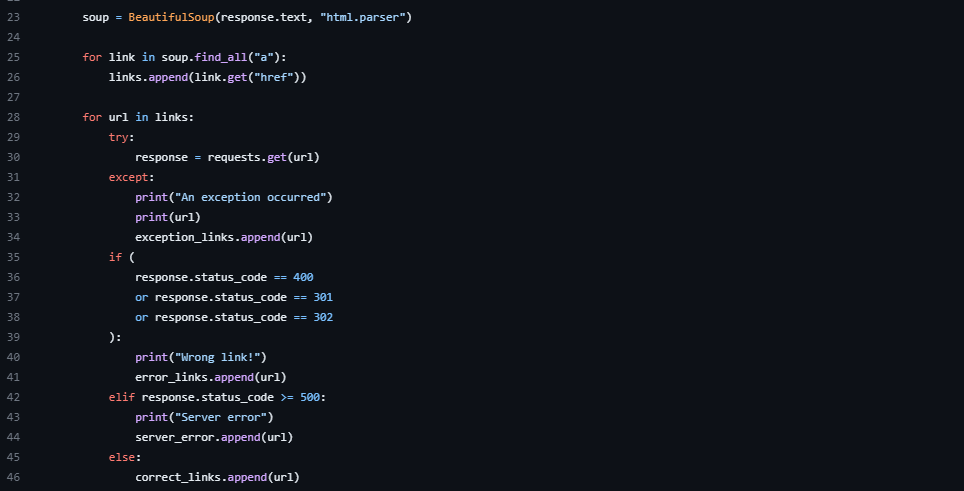 23 soup = BeautifulSoup(response.text, "html.parser")
24
25 for link in soup.find_all("a"):
26 links.append(link.get("href"))
27
28 for url in links:
29 try:
30 response = requests.get(url)
31 except:
32 print("An exception occurred")
33 print(url)
34 exception_links.append(url)
35 if (
36 response.status_code == 400
37 or response.status_code == 301
38 or response.status_code == 302
39 ):
40 print("Wrong link!")
41 error_links.append(url)
42 elif response.status_code >= 500:
43 print("Server error")
44 server_error.append(url)
45 else:
46 correct_links.append(url)